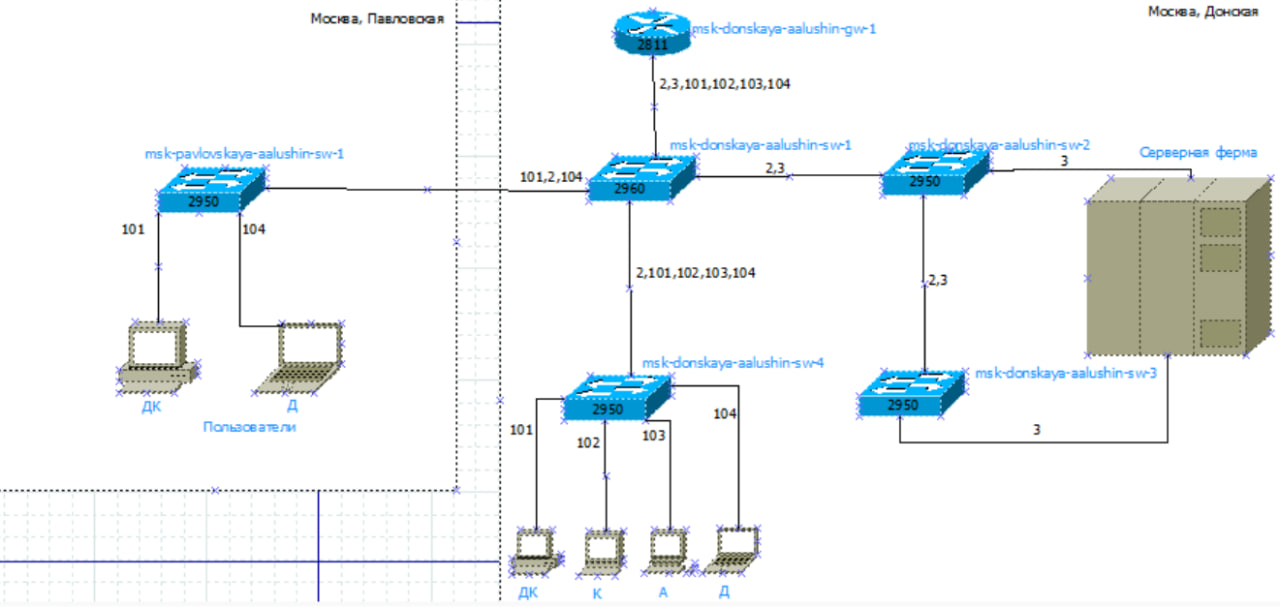 Москва, Павловская
Москва, Донская
msk-donskaya-aalushin-gw-1
2811
2,3,101,102,103,104
msk-pavlovskaya-aalushin-sw-1
msk-donskaya-aalushin-sw-1
msk-donskaya-aalushin-sw-2
Серверная ферма
2950
101,2,104
2960
2,3
2950
3
101
104
2,101,102,103,104
2,3
msk-donskaya-aalushin-sw-4
msk-donskaya-aalushin-sw-3
ДК
Д
Пользователи
2950
2950
101
102
103
104
3
ДК
К
А
Д